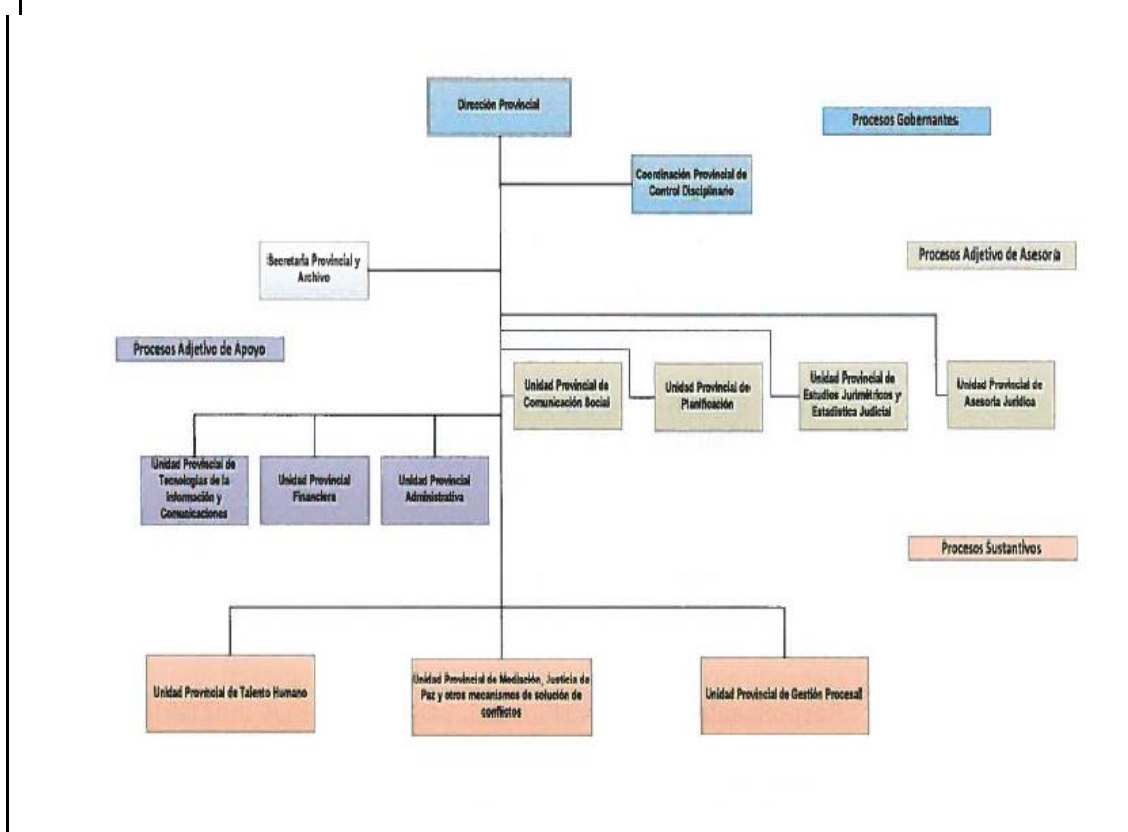 Dirección Provincial
Procesos Gobernantes
Coordinación Provincial de
Control Disciplinario
Secretaría Provincial y
Archivo
Procesos Adjetivo de Asesoría
Procesos Adjetivo de Apoyo
Unidad Provincial de
Comunicación Social
Unidad Provincial de
Planificación
Unidad Provincial de
Estudios Jurimétricos y
Estadística Judicial
Unidad Provincial de
Asesoría Jurídica
Unidad Provincial de
Tecnologías de la
Información y
Comunicaciones
Unidad Provincial
Financiera
Unidad Provincial
Administrativa
Procesos Sustantivos
Unidad Provincial de Talento Humano
Unidad Provincial de Mediación, Justicia de
Paz y otros mecanismos de solución de
conflictos
Unidad Provincial de Gestión Procesal